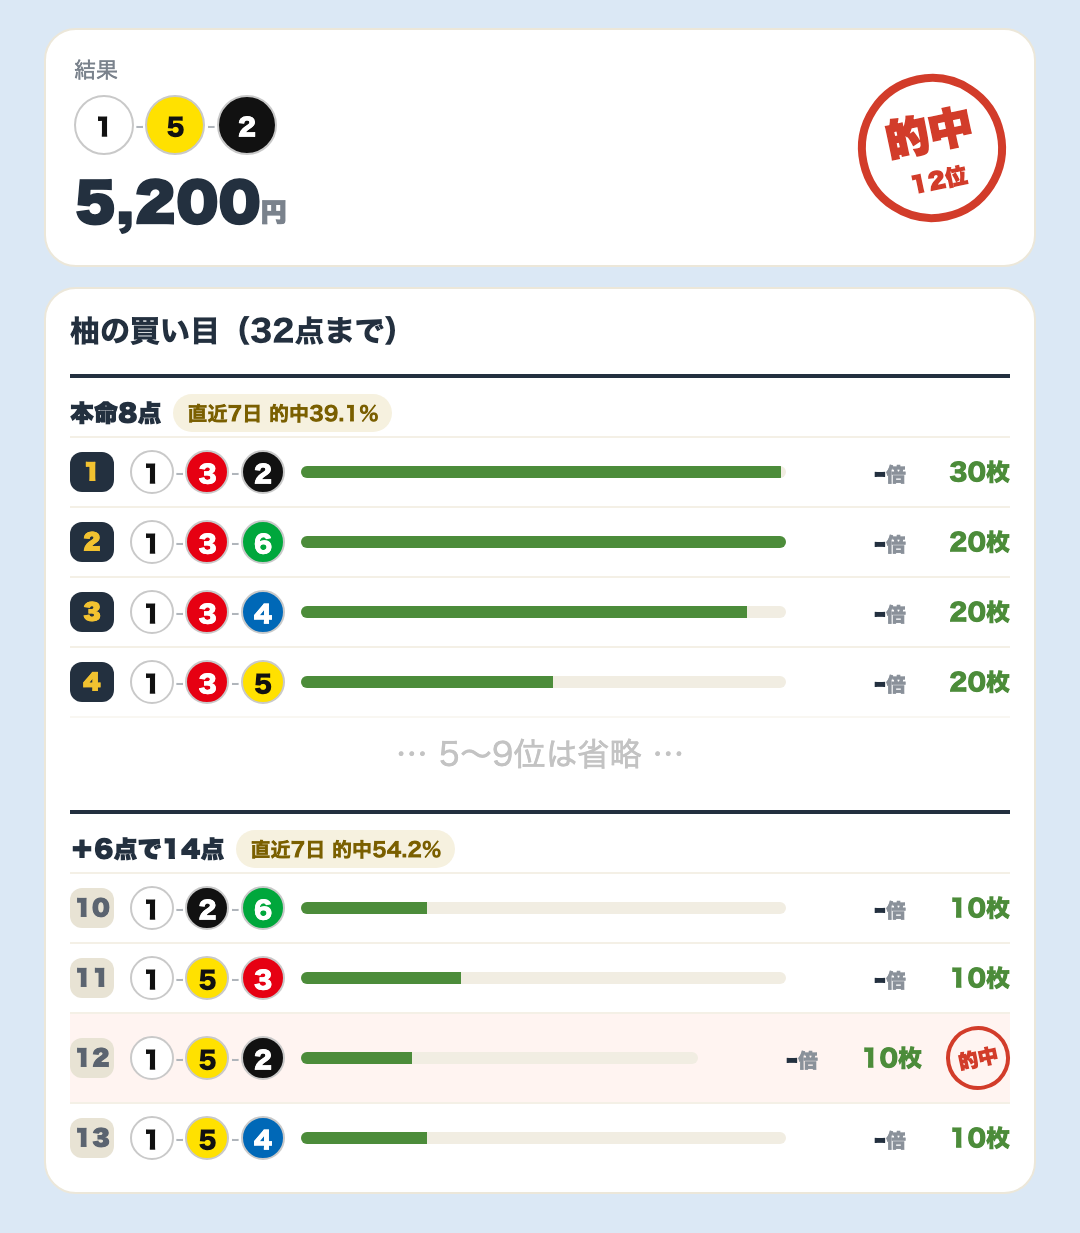 結果
1-5-2
5,200円
的中
12位
柚の買い目（32点まで）
本命8点 直近7日 的中39.1%
1 1-3-2 -倍 30枚
2 1-3-6 -倍 20枚
3 1-3-4 -倍 20枚
4 1-3-5 -倍 20枚
… 5〜9位は省略 …
+6点で14点 直近7日 的中54.2%
10 1-2-6 -倍 10枚
11 1-5-3 -倍 10枚
12 1-5-2 -倍 10枚 的中
13 1-5-4 -倍 10枚